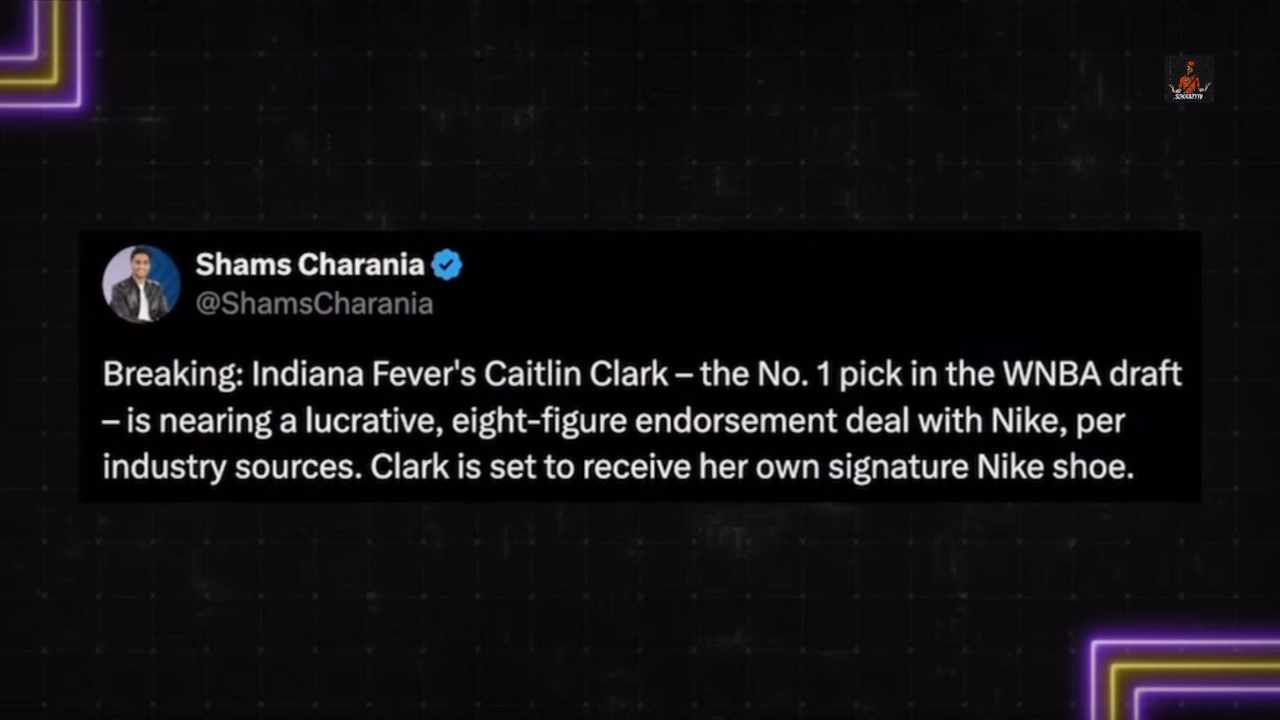 .SOKRAZYTV
Shams Charania
@ShamsCharania
Breaking: Indiana Fever's Caitlin Clark – the No. 1 pick in the WNBA draft
– is nearing a lucrative, eight-figure endorsement deal with Nike, per
industry sources. Clark is set to receive her own signature Nike shoe.